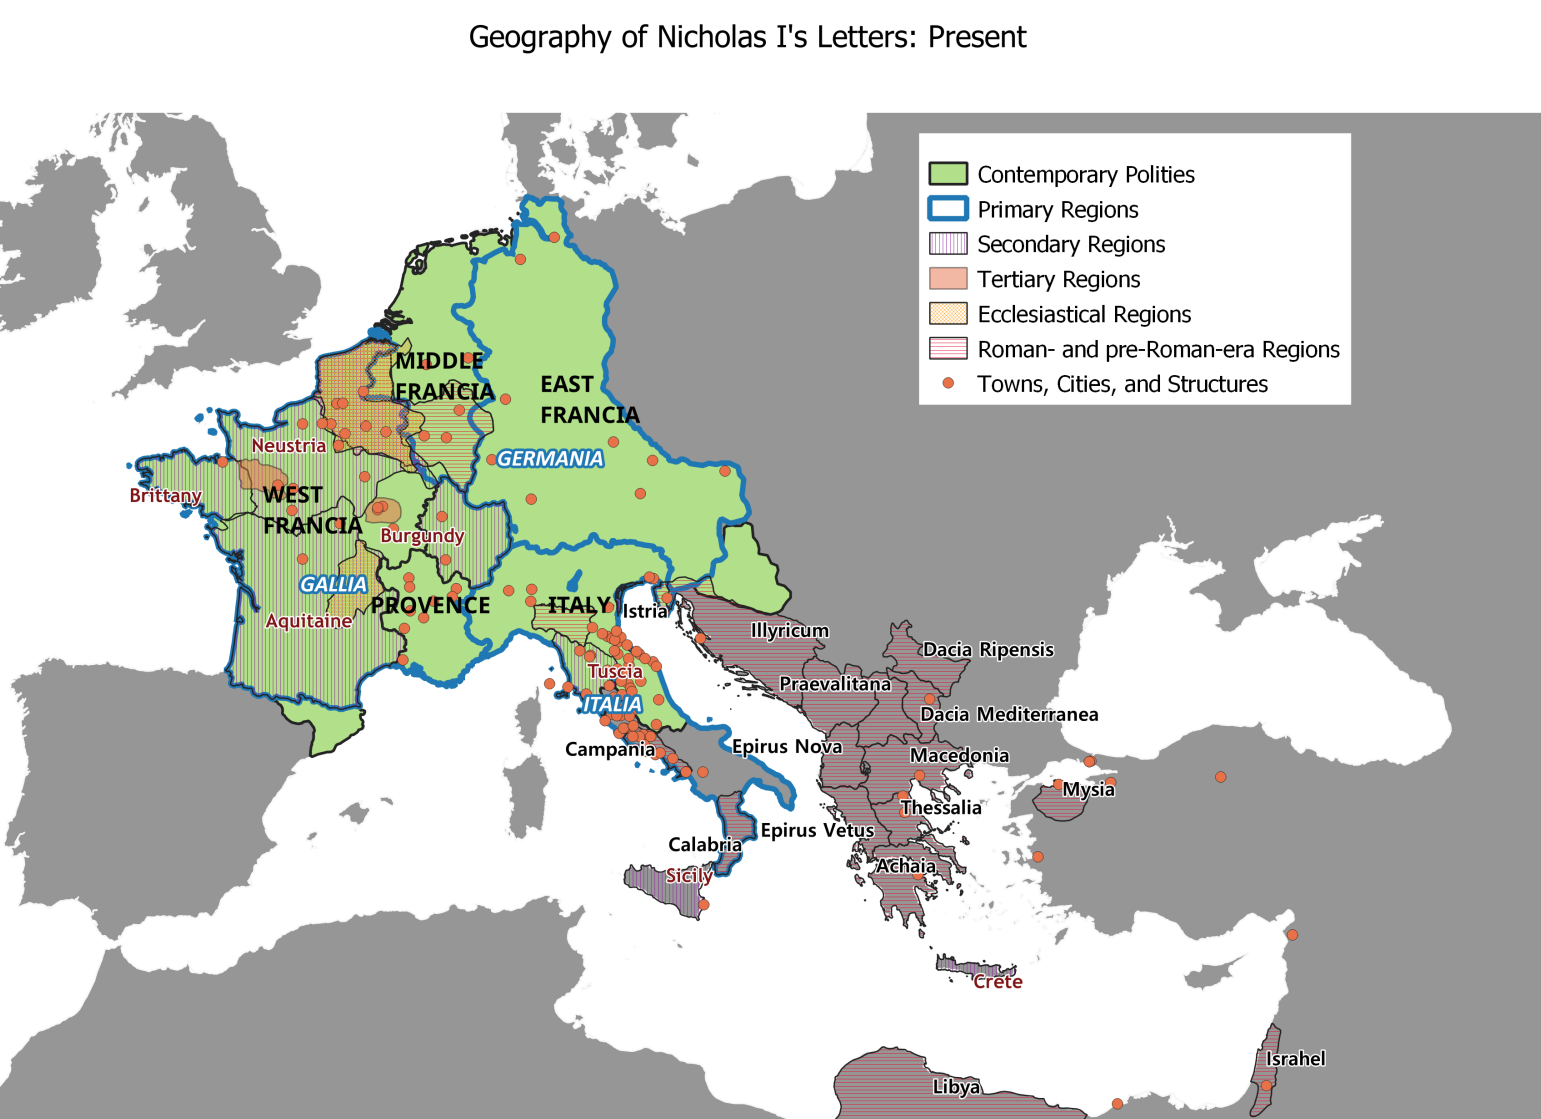 Geography of Nicholas I's Letters: Present
Contemporary Polities
Primary Regions
Secondary Regions
Tertiary Regions
Ecclesiastical Regions
Roman- and pre-Roman-era Regions
Towns, Cities, and Structures
MIDDLE
FRANCIA
EAST
FRANCIA
Neustria
GERMANIA
Brittany
WEST
FRANCIA
Burgundy
GALLIA
PROVENCE
ITALY
Istria
Aquitaine
Illyricum
Dacia Ripensis
Tuscia
Praevalitana
ITALIA
Dacia Mediterranea
Campania
Epirus Nova
Macedonia
Mysia
Thessalia
Epirus Vetus
Calabria
Achaia
Sicily
Crete
Israhel
Libya